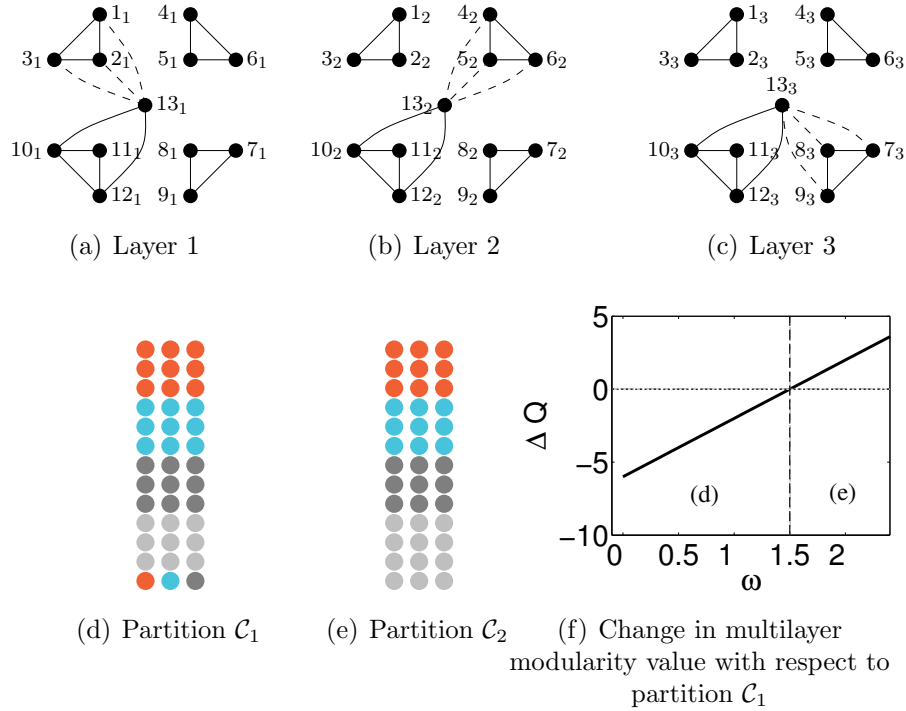 1₁ 4₁ 1₂ 4₂ 1₃ 4₃
3₁ 2₁ 5₁ 6₁ 3₂ 2₂ 5₂ 6₂ 3₃ 2₃ 5₃ 6₃
13₁ 13₂ 13₃
10₁ 11₁ 8₁ 7₁ 10₂ 11₂ 8₂ 7₂ 10₃ 11₃ 8₃ 7₃
12₁ 9₁ 12₂ 9₂ 12₃ 9₃
(a) Layer 1
(b) Layer 2
(c) Layer 3
5
0
−5
−10
Δ Q
(d)
(e)
0 0.5 1 1.5 2
ω
(d) Partition 𝒞₁
(e) Partition 𝒞₂
(f) Change in multilayer
modularity value with respect to
partition 𝒞₁